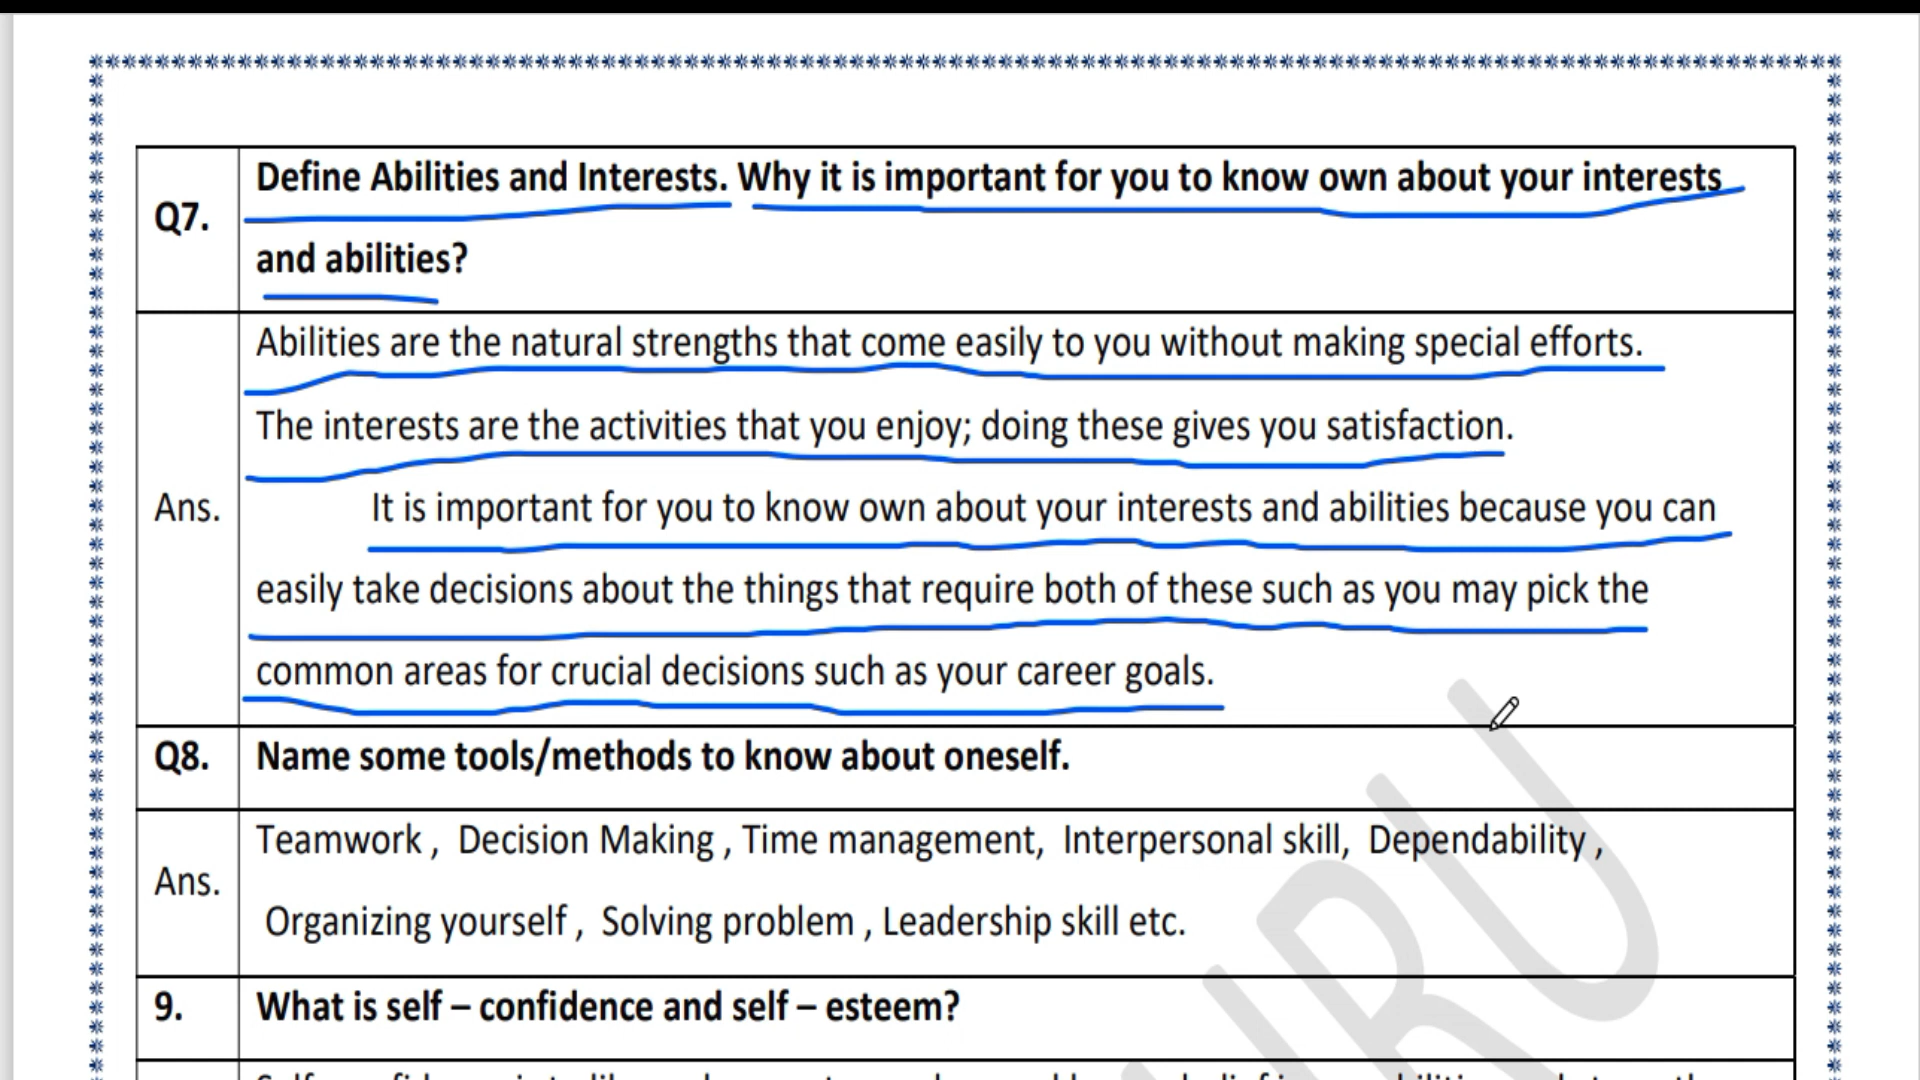 Q7.
Define Abilities and Interests. Why it is important for you to know own about your interests
and abilities?
Ans.
Abilities are the natural strengths that come easily to you without making special efforts.
The interests are the activities that you enjoy; doing these gives you satisfaction.
It is important for you to know own about your interests and abilities because you can
easily take decisions about the things that require both of these such as you may pick the
common areas for crucial decisions such as your career goals.
Q8.
Name some tools/methods to know about oneself.
Ans.
Teamwork , Decision Making , Time management, Interpersonal skill, Dependability ,
Organizing yourself , Solving problem , Leadership skill etc.
9.
What is self – confidence and self – esteem?